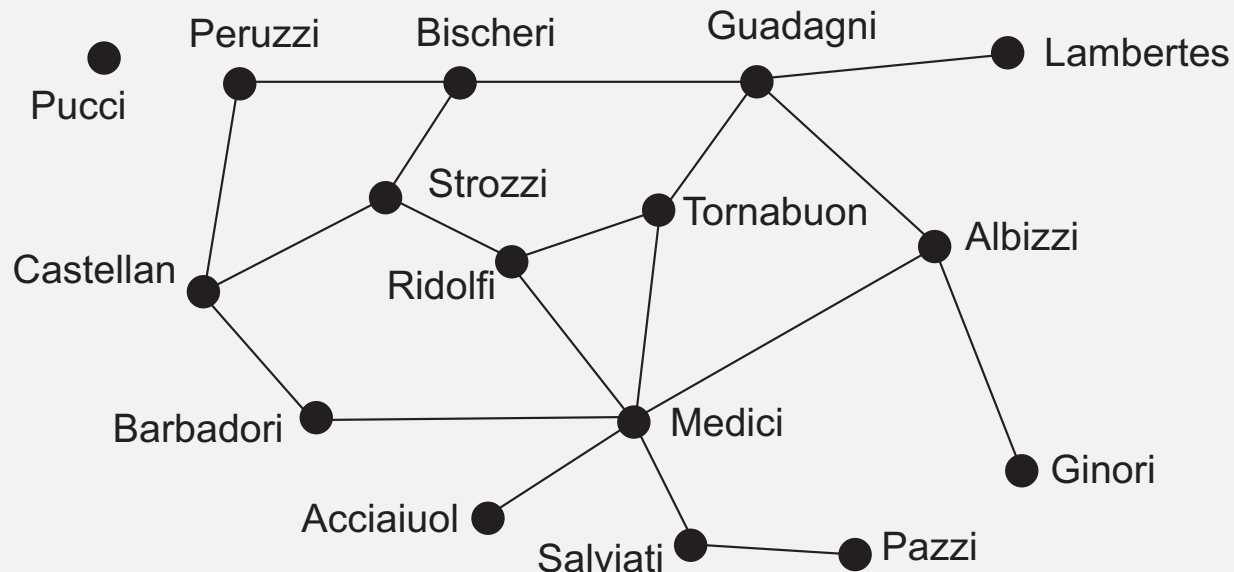 Peruzzi
Bischeri
Guadagni
Lambertes
Pucci
Strozzi
Tornabuon
Albizzi
Castellan
Ridolfi
Barbadori
Medici
Ginori
Acciaiuol
Salviati
Pazzi